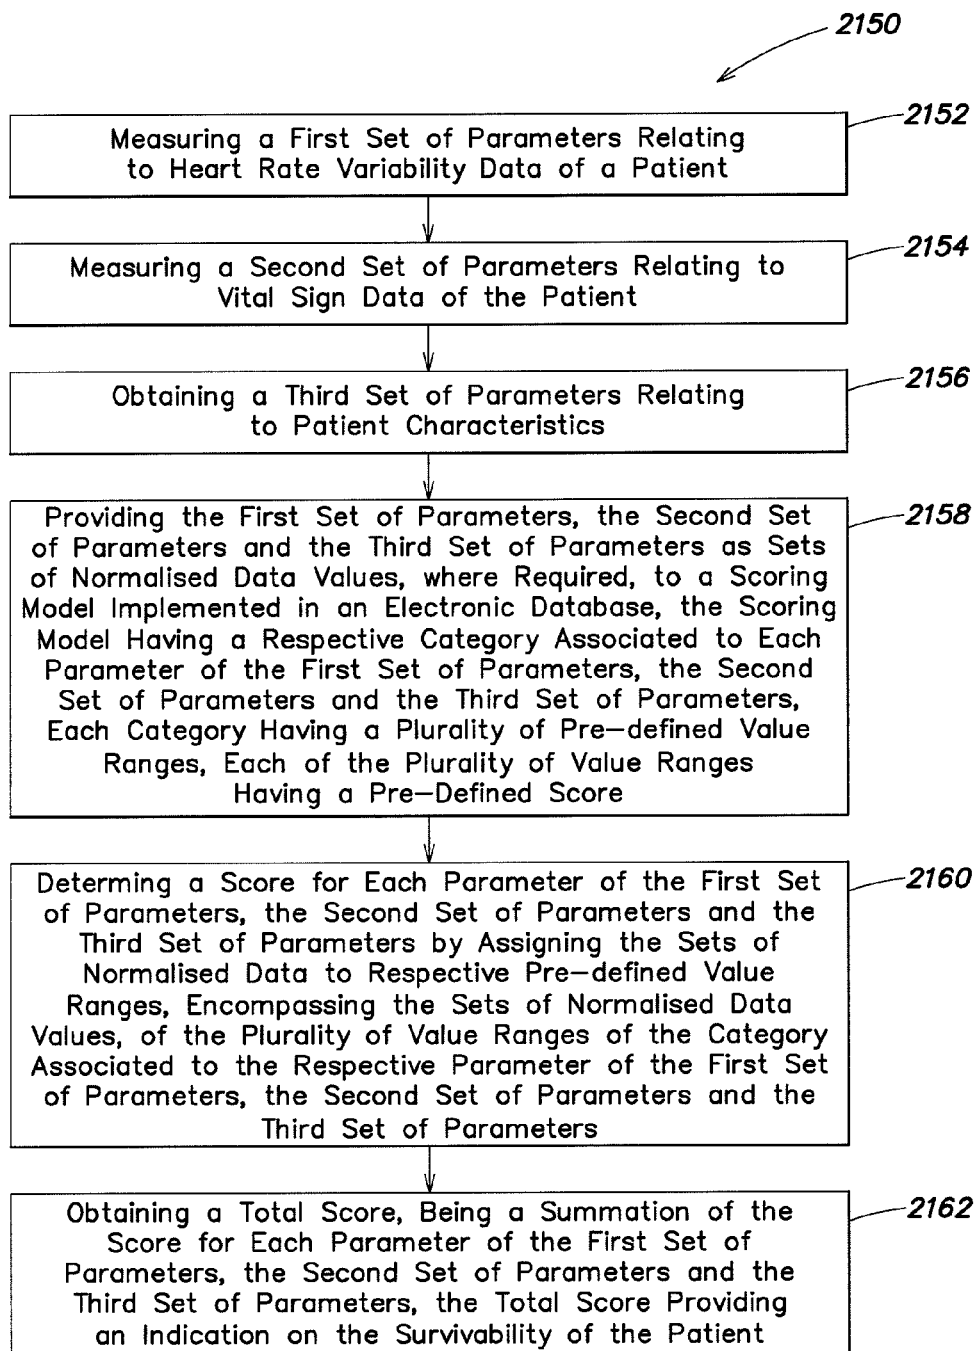 2150
2152
Measuring a First Set of Parameters Relating
to Heart Rate Variability Data of a Patient
2154
Measuring a Second Set of Parameters Relating to
Vital Sign Data of the Patient
2156
Obtaining a Third Set of Parameters Relating
to Patient Characteristics
2158
Providing the First Set of Parameters, the Second Set
of Parameters and the Third Set of Parameters as Sets
of Normalised Data Values, where Required, to a Scoring
Model Implemented in an Electronic Database, the Scoring
Model Having a Respective Category Associated to Each
Parameter of the First Set of Parameters, the Second
Set of Parameters and the Third Set of Parameters,
Each Category Having a Plurality of Pre-defined Value
Ranges, Each of the Plurality of Value Ranges
Having a Pre-Defined Score
2160
Determing a Score for Each Parameter of the First Set
of Parameters, the Second Set of Parameters and the
Third Set of Parameters by Assigning the Sets of
Normalised Data to Respective Pre-defined Value
Ranges, Encompassing the Sets of Normalised Data
Values, of the Plurality of Value Ranges of the Category
Associated to the Respective Parameter of the First Set
of Parameters, the Second Set of Parameters and the
Third Set of Parameters
2162
Obtaining a Total Score, Being a Summation of the
Score for Each Parameter of the First Set of
Parameters, the Second Set of Parameters and the
Third Set of Parameters, the Total Score Providing
an Indication on the Survivability of the Patient